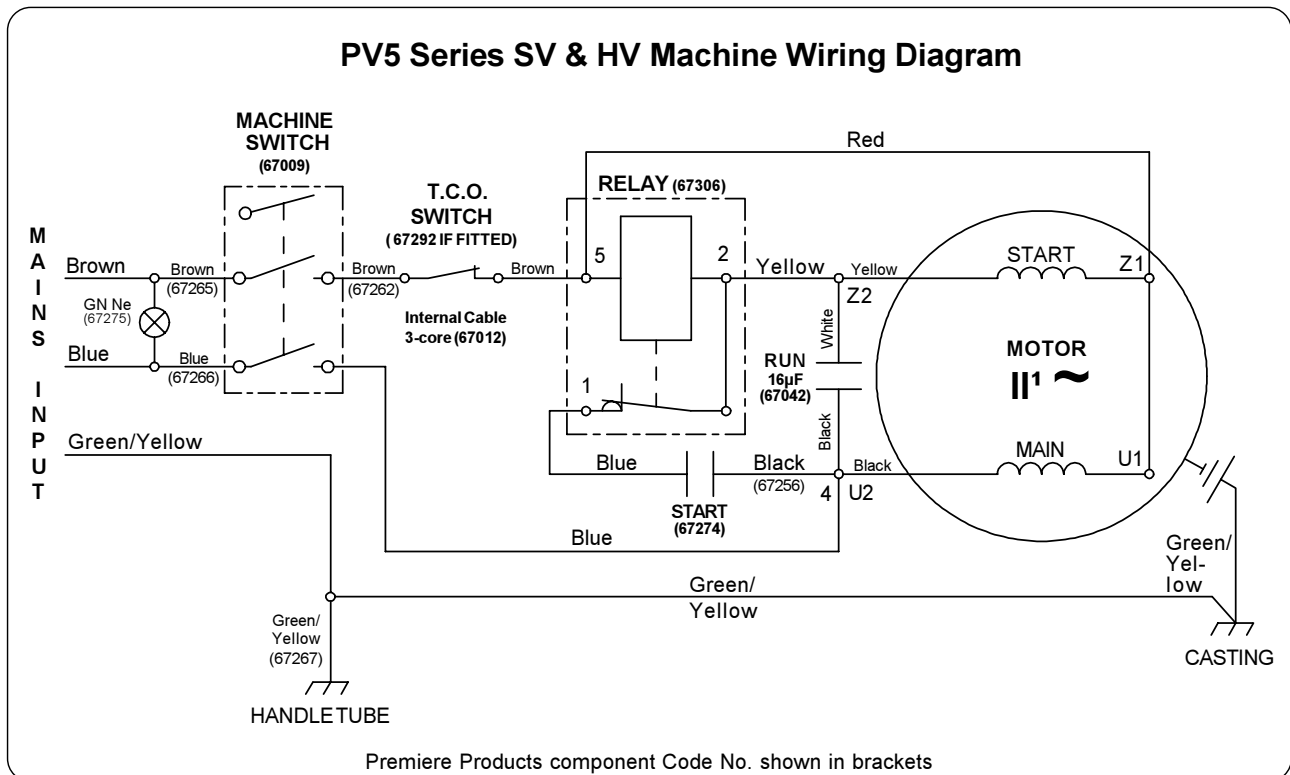 PV5 Series SV & HV Machine Wiring Diagram
MACHINE
SWITCH
(67009)
T.C.O.
SWITCH
( 67292 IF FITTED)
RELAY (67306)
Red
MAINS INPUT
Brown
Brown
(67265)
Brown
(67262)
Brown
5
2
Yellow
Yellow
START
Z1
Z2
GN Ne
(67275)
Internal Cable
3-core (67012)
White
Blue
Blue
(67266)
RUN
16µF
(67042)
MOTOR
II¹ ~
1
Black
Green/Yellow
Blue
Black
(67256)
Black
MAIN
U1
4
U2
START
(67274)
Blue
Green/
Yel-
low
Green/
Yellow
Green/
Yellow
(67267)
CASTING
HANDLE TUBE
Premiere Products component Code No. shown in brackets